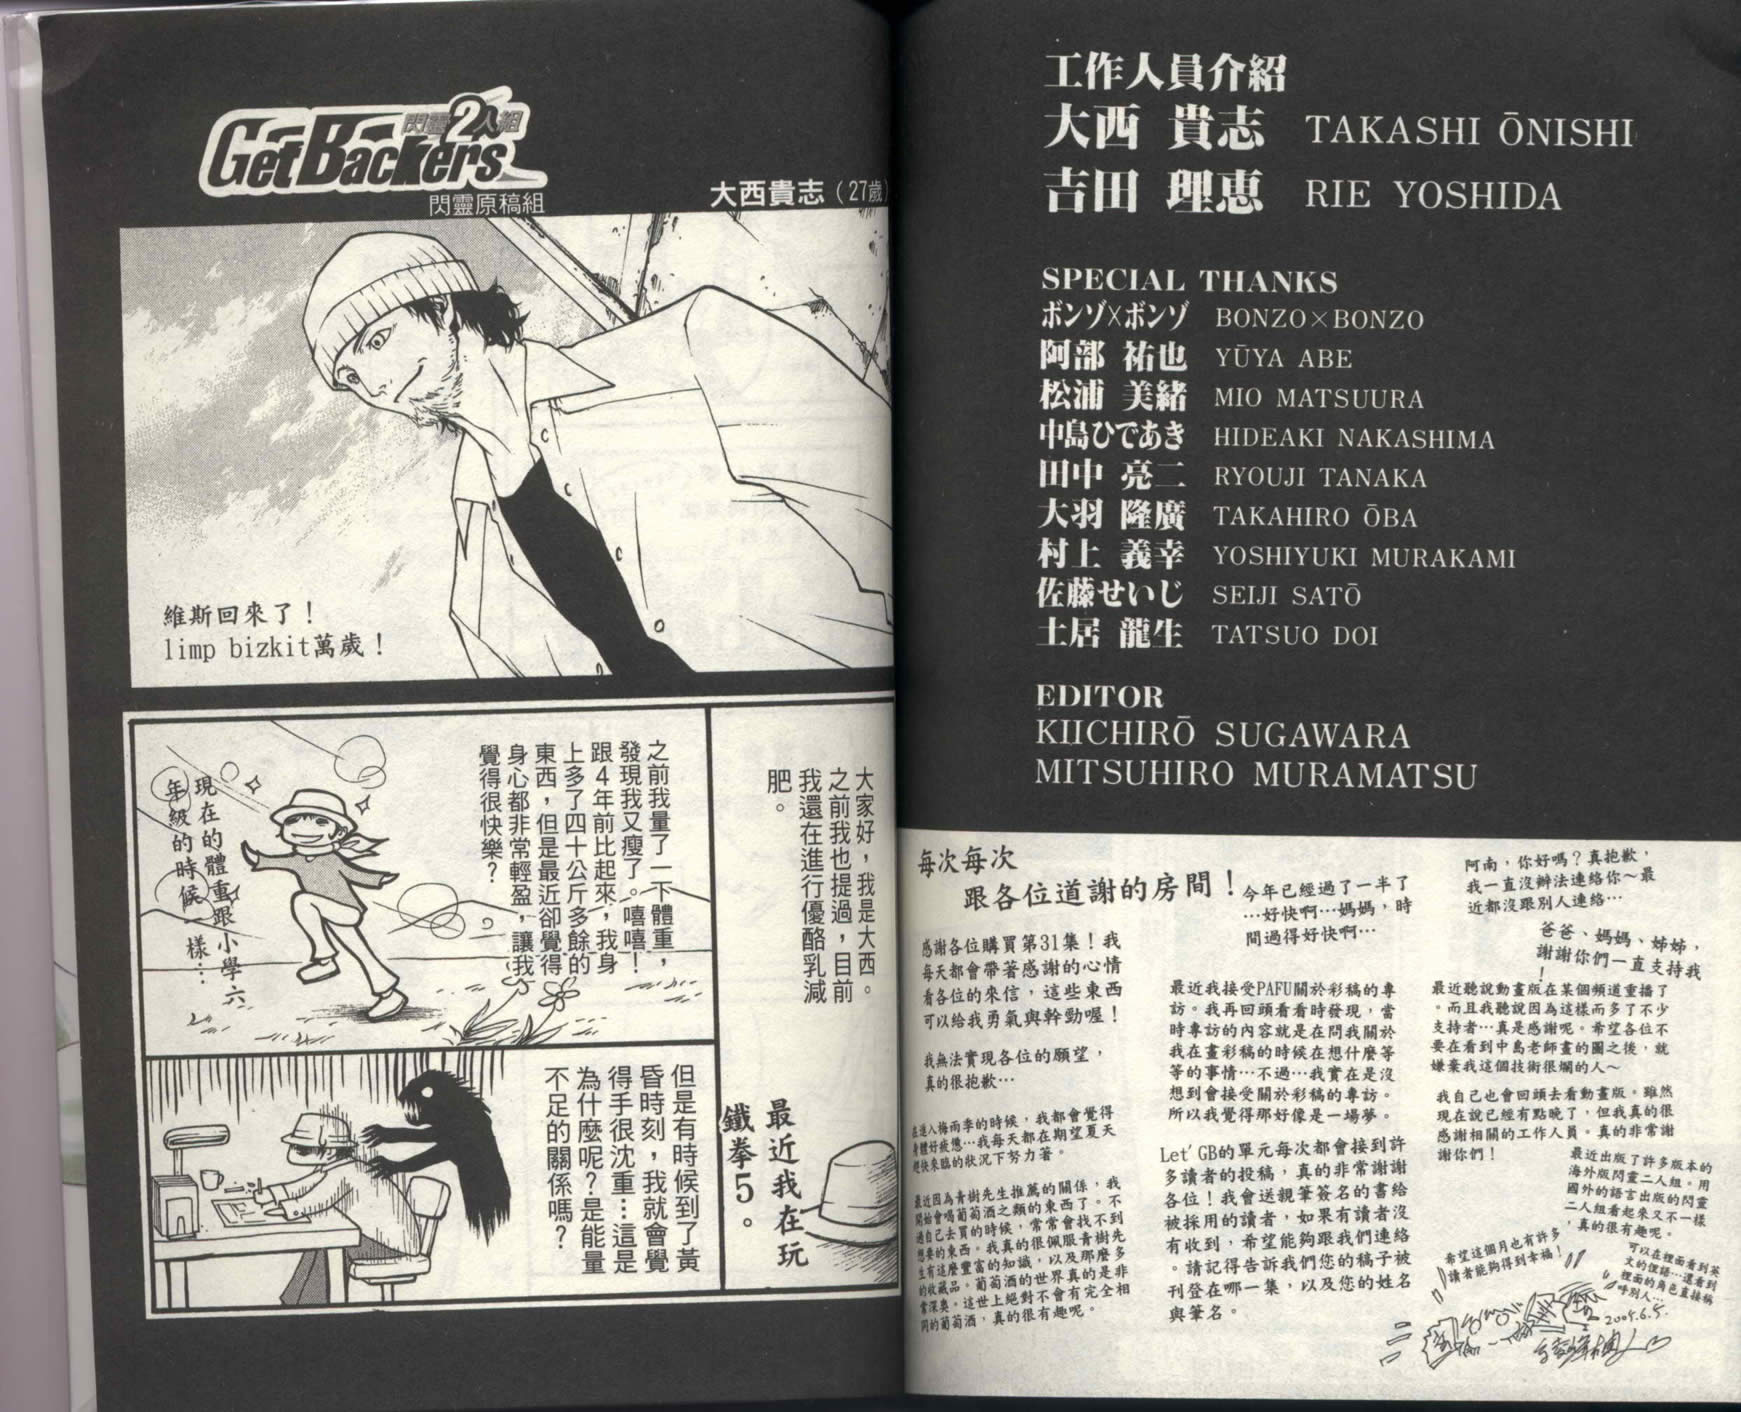 GetBackers
閃靈2人組
閃靈原稿組
大西貴志（27歲）
維斯回來了！
limp bizkit萬歲！
大家好，我是大西。
之前我也提過，目前
我還在進行優酪乳減
肥。
最近我在玩
鐵拳5。
之前我量了一下體重，
發現我又瘦了。嘻嘻！
跟4年前比起來，我身
上多了四十公斤多餘的
東西，但是最近卻覺得
身心都非常輕盈，讓我
覺得很快樂？
現在的體重跟小學六
年級的時候一樣…
但是有時候到了黃
昏時刻，我就會覺
得手很沈重…這是
為什麼呢？是能量
不足的關係嗎？
工作人員介紹
大西 貴志 TAKASHI ŌNISHI
吉田 理恵 RIE YOSHIDA
SPECIAL THANKS
ボンゾ×ボンゾ BONZO×BONZO
阿部 祐也 YŪYA ABE
松浦 美緒 MIO MATSUURA
中島ひであき HIDEAKI NAKASHIMA
田中 亮二 RYOUJI TANAKA
大羽 隆廣 TAKAHIRO ŌBA
村上 義幸 YOSHIYUKI MURAKAMI
佐藤せいじ SEIJI SATŌ
土居 龍生 TATSUO DOI
EDITOR
KIICHIRŌ SUGAWARA
MITSUHIRO MURAMATSU
每次每次
跟各位道謝的房間！
感謝各位購買第31集！我
每天都會帶著感謝的心情
看各位的來信，這些東西
可以給我勇氣與幹勁喔！
我無法實現各位的願望，
真的很抱歉…
在進入梅雨季的時候，我都會覺得
身體好疲憊…我每天都在期望夏天
趕快來臨的狀況下努力著。
最近因為青樹先生推薦的關係，我
開始會喝葡萄酒之類的東西了。不
過自己去買的時候，常常會找不到
想要的東西。我真的很佩服青樹先
生有這麼豐富的知識，以及那麼多
的收藏品。葡萄酒的世界真的是非
常深奧。這世上絕對不會有完全相
同的葡萄酒，真的很有趣呢。
今年已經過了一半了
…好快啊…媽媽，時
間過得好快啊…
最近我接受PAFU關於彩稿的專
訪。我再回頭看看時發現，當
時專訪的內容就是在問我關於
我在畫彩稿的時候在想什麼等
等的事情…不過…我實在是沒
想到會接受關於彩稿的專訪。
所以我覺得那好像是一場夢。
Let'GB的單元每次都會接到許
多讀者的投稿，真的非常謝謝
各位！我會送親筆簽名的書給
被採用的讀者，如果有讀者沒
有收到，希望能夠跟我們連絡
。請記得告訴我們您的稿子被
刊登在哪一集，以及您的姓名
與筆名。
阿南，你好嗎？真抱歉，
我一直沒辦法連絡你～最
近都沒跟別人連絡…
爸爸、媽媽、姊姊，
謝謝你們一直支持我
！
最近聽說動畫版在某個頻道重播了
。而且我聽說因為這樣而多了不少
支持者…真是感謝呢。希望各位不
要在看到中島老師畫的圖之後，就
嫌棄我這個技術很爛的人～
我自己也會回頭去看動畫版。雖然
現在說已經有點晚了，但我真的很
感謝相關的工作人員。真的非常謝
謝你們！
最近出版了許多版本的
海外版閃靈二人組。用
國外的語言出版的閃靈
二人組看起來又不一樣
，真的很有趣呢。
可以在裡面看到英
文的俚語…還看到
裡面的角色直接稱
呼別人…
希望這個月也有許多
讀者能夠得到幸福！
2005.6.5.